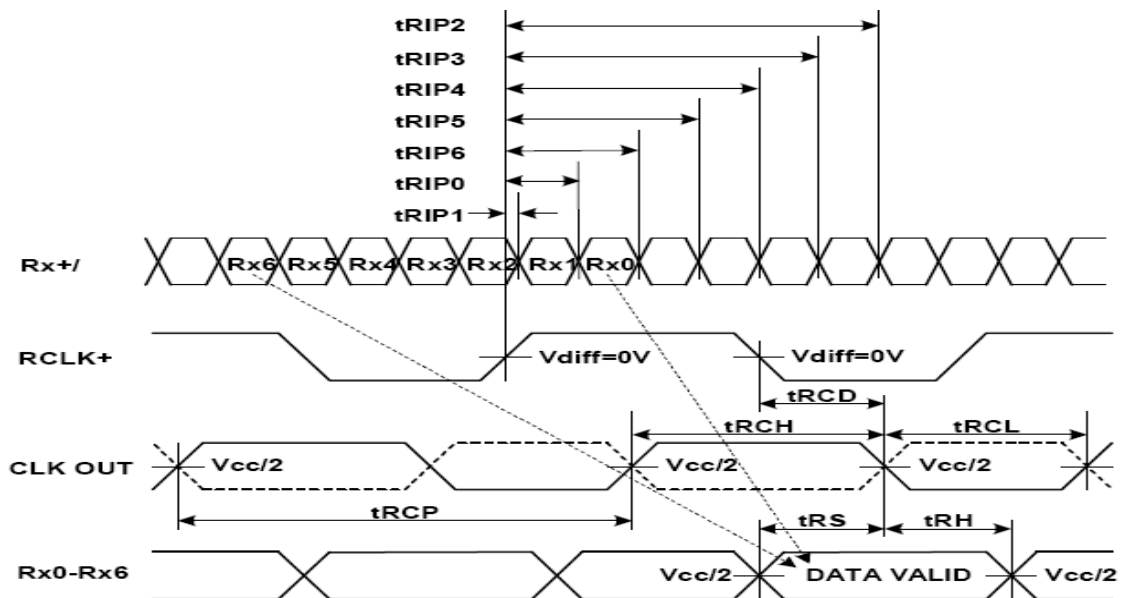 tRIP2
tRIP3
tRIP4
tRIP5
tRIP6
tRIP0
tRIP1
Rx+/ Rx6 Rx5 Rx4 Rx3 Rx2 Rx1 Rx0
RCLK+ Vdiff=0V Vdiff=0V
tRCD
tRCH tRCL
CLK OUT Vcc/2 Vcc/2 Vcc/2
tRCP tRS tRH
Rx0-Rx6 Vcc/2 DATA VALID Vcc/2